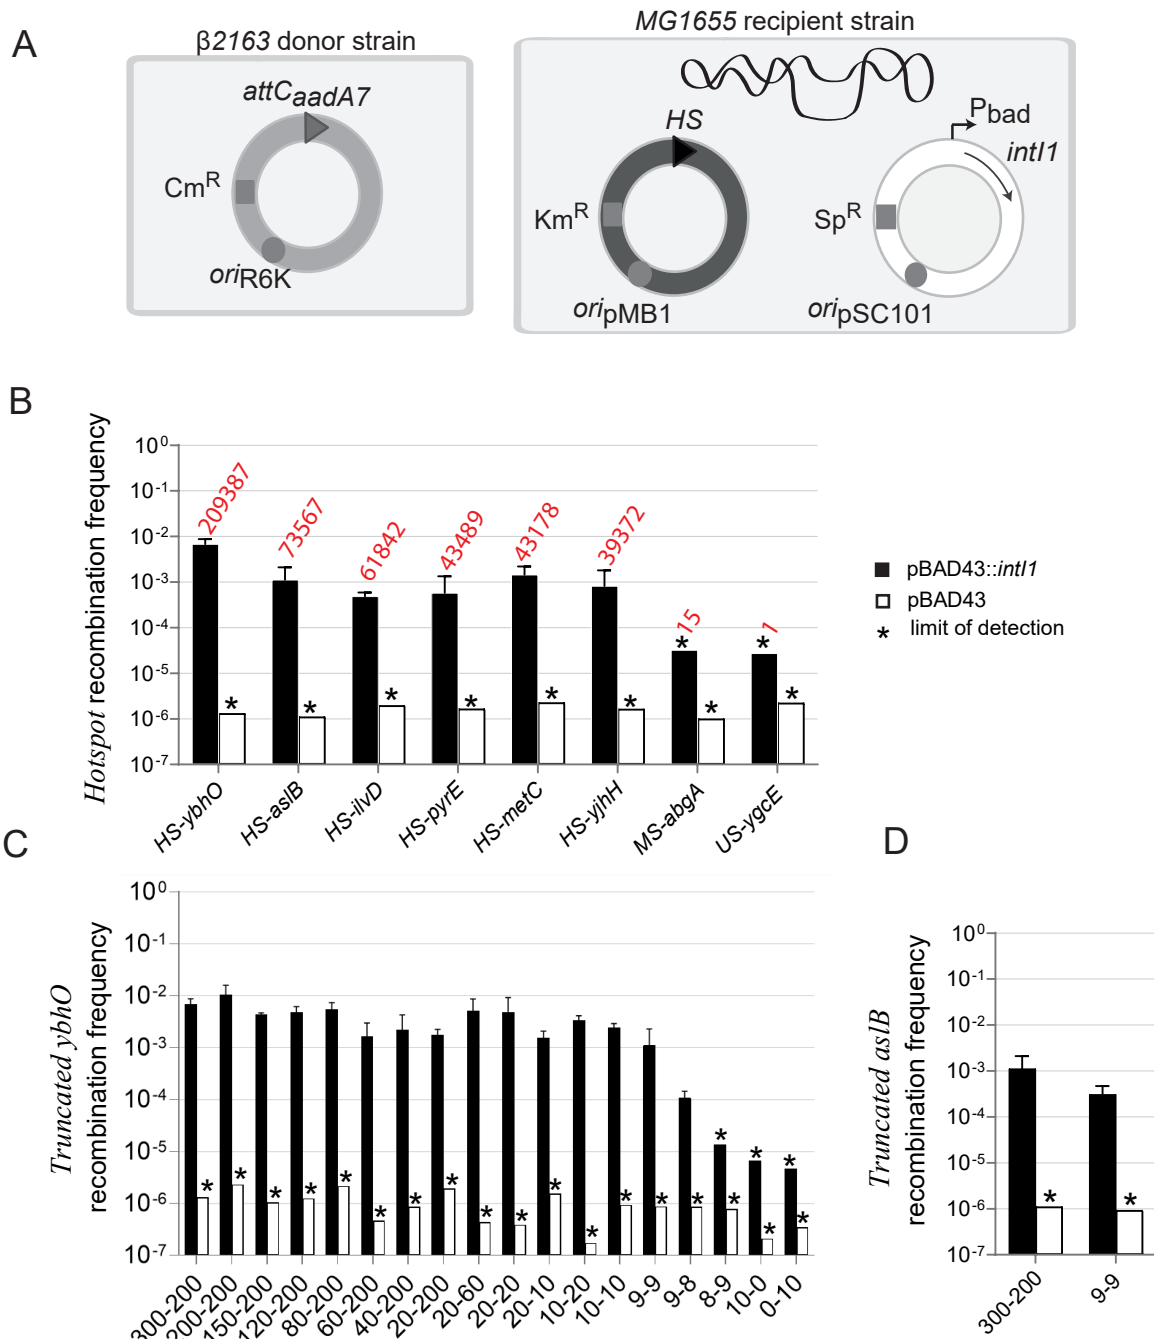 A
β2163 donor strain
attCaadA7
CmR
oriR6K
MG1655 recipient strain
HS
KmR
oripMB1
Pbad
intI1
SpR
oripSC101
B
Hotspot recombination frequency
10^0
10^-1
10^-2
10^-3
10^-4
10^-5
10^-6
10^-7
209387
73567
61842
43489
43178
39372
15
1
* * * * * * * * * *
HS-ybhO
HS-aslB
HS-ilvD
HS-pyrE
HS-metC
HS-yjhH
MS-abgA
US-ygcE
pBAD43::intI1
pBAD43
* limit of detection
C
Truncated ybhO
recombination frequency
10^0
10^-1
10^-2
10^-3
10^-4
10^-5
10^-6
10^-7
* * * * * * * * * * * * * * * * * * * * *
300-200
200-200
150-200
120-200
80-200
60-200
40-200
20-200
20-60
20-20
20-10
10-20
10-10
9-9
9-8
8-9
10-0
0-10
D
Truncated aslB
recombination frequency
10^0
10^-1
10^-2
10^-3
10^-4
10^-5
10^-6
10^-7
* *
300-200
9-9